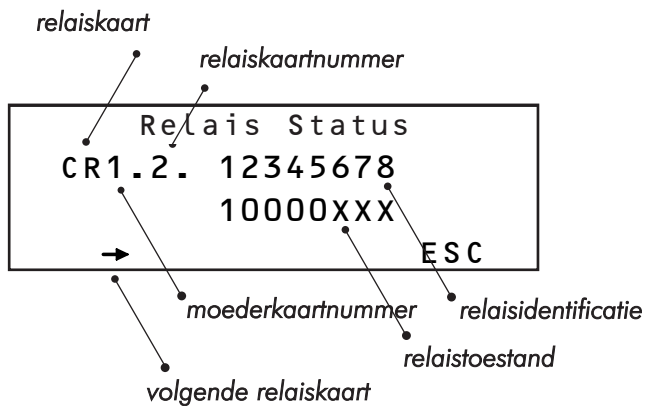 relaiskaart
relaiskaartnummer
Relais Status
CR1.2. 12345678
10000XXX
→ ESC
moederkaartnummer
relaisidentificatie
relaistoestand
volgende relaiskaart